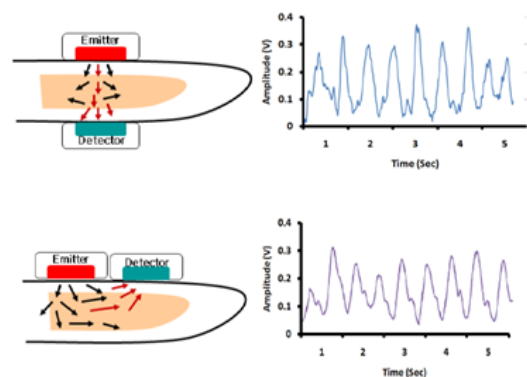 Emitter
Detector
Amplitude (V)
0.4
0.3
0.2
0.1
0
1 2 3 4 5
Time (Sec)
Emitter Detector
Amplitude (V)
0.4
0.3
0.2
0.1
0
1 2 3 4 5
Time (Sec)